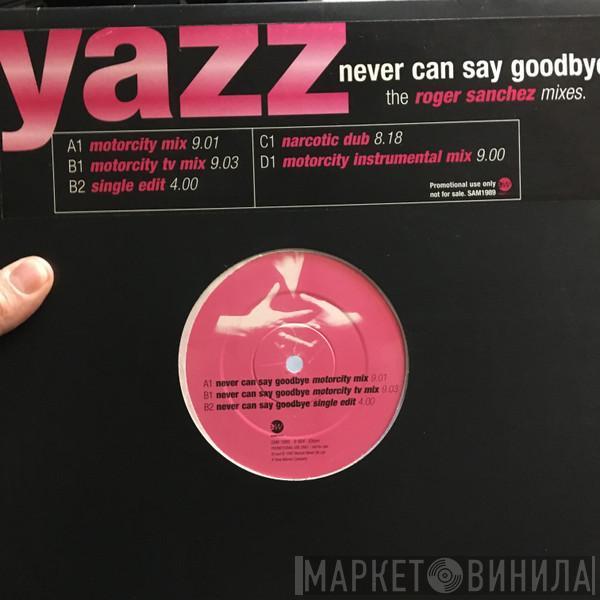 yazz
never can say goodbye
the roger sanchez mixes.
A1 motorcity mix 9.01
B1 motorcity tv mix 9.03
B2 single edit 4.00
C1 narcotic dub 8.18
D1 motorcity instrumental mix 9.00
Promotional use only
not for sale. SAM1989
A1 never can say goodbye motorcity mix 9.01
B1 never can say goodbye motorcity tv mix 9.03
B2 never can say goodbye single edit 4.00
МАРКЕТ ВИНИЛА